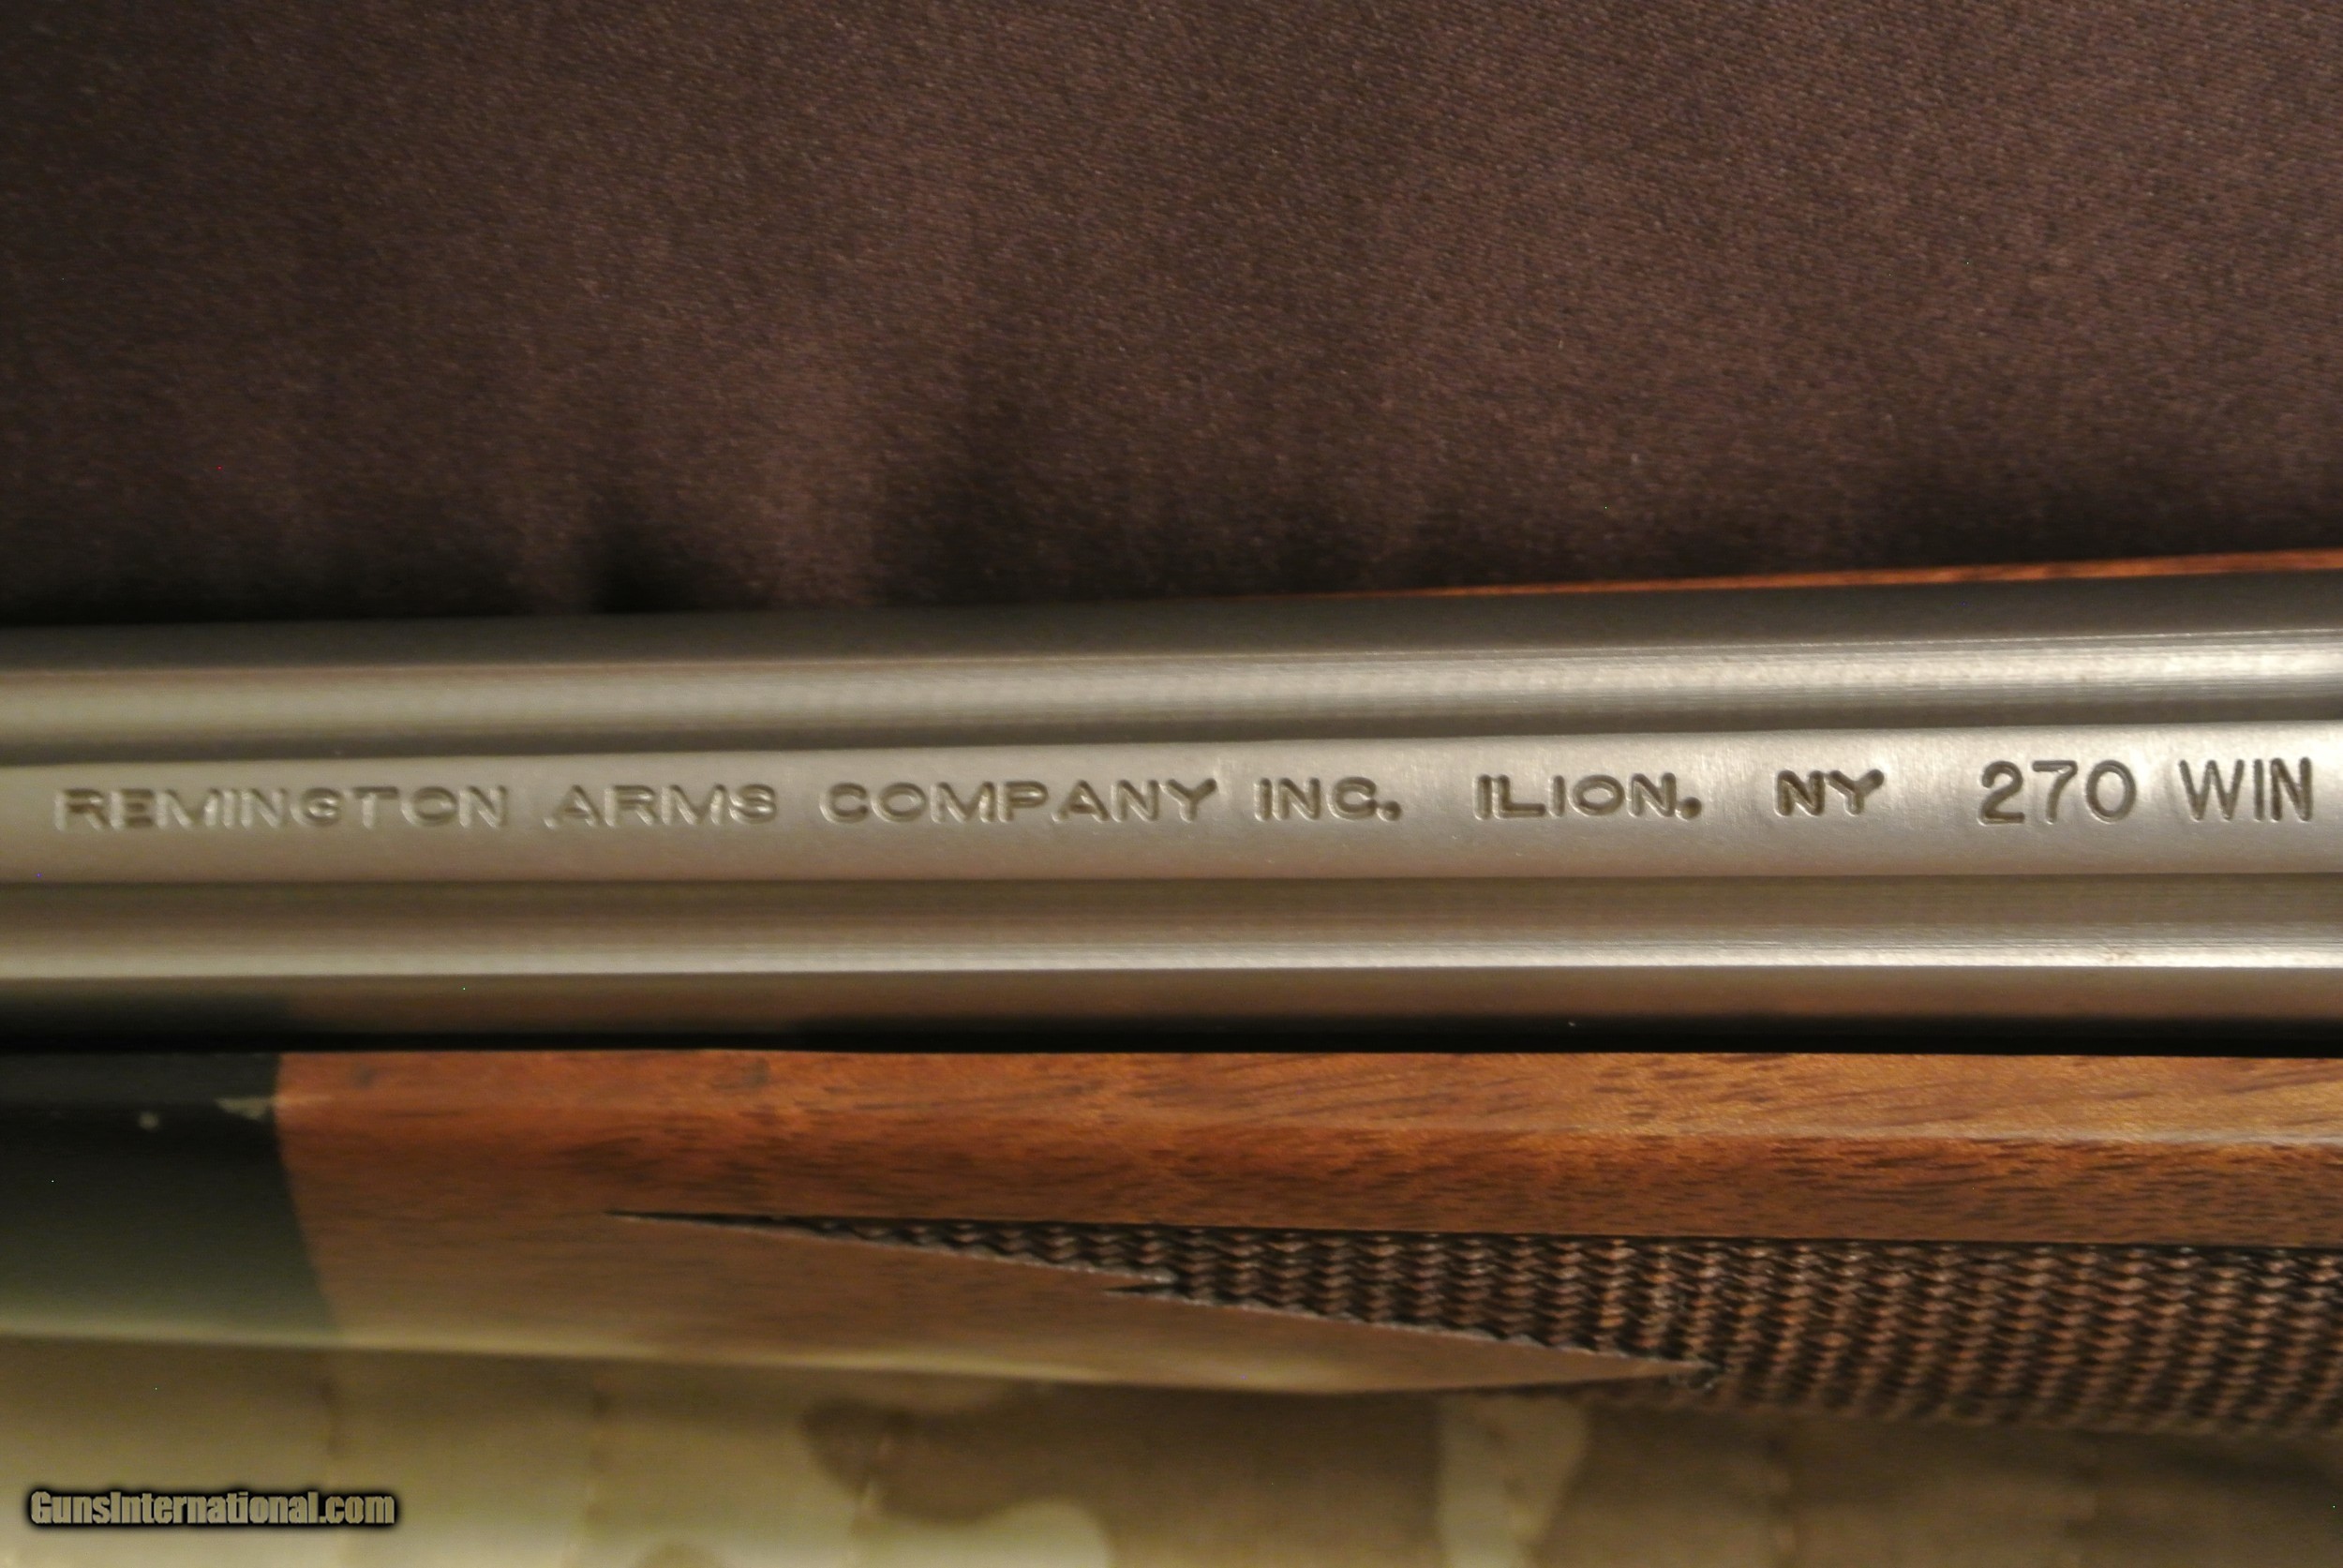 REMINGTON ARMS COMPANY INC. ILION, NY 270 WIN
GunsInternational.com